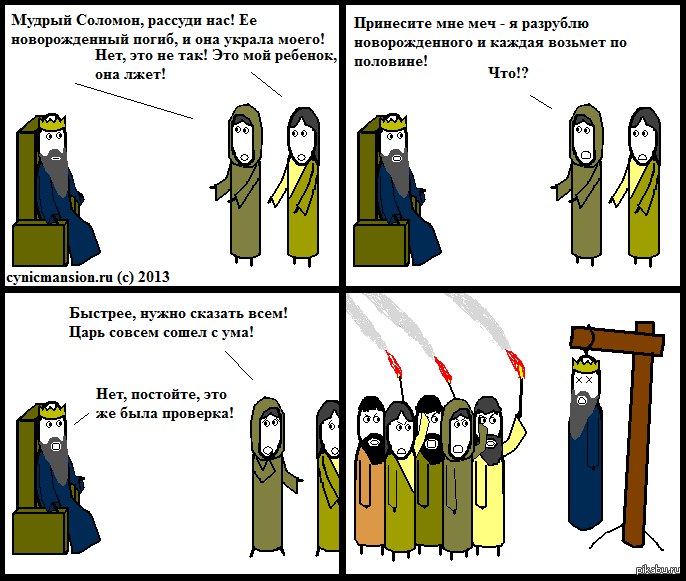 Мудрый Соломон, рассуди нас! Ее
новорожденный погиб, и она украла моего!
Нет, это не так! Это мой ребенок,
она лжет!
cynicmansion.ru (c) 2013
Принесите мне меч - я разрублю
новорожденного и каждая возьмет по
половине!
Что!?
Быстрее, нужно сказать всем!
Царь совсем сошел с ума!
Нет, постойте, это
же была проверка!
pikabu.ru